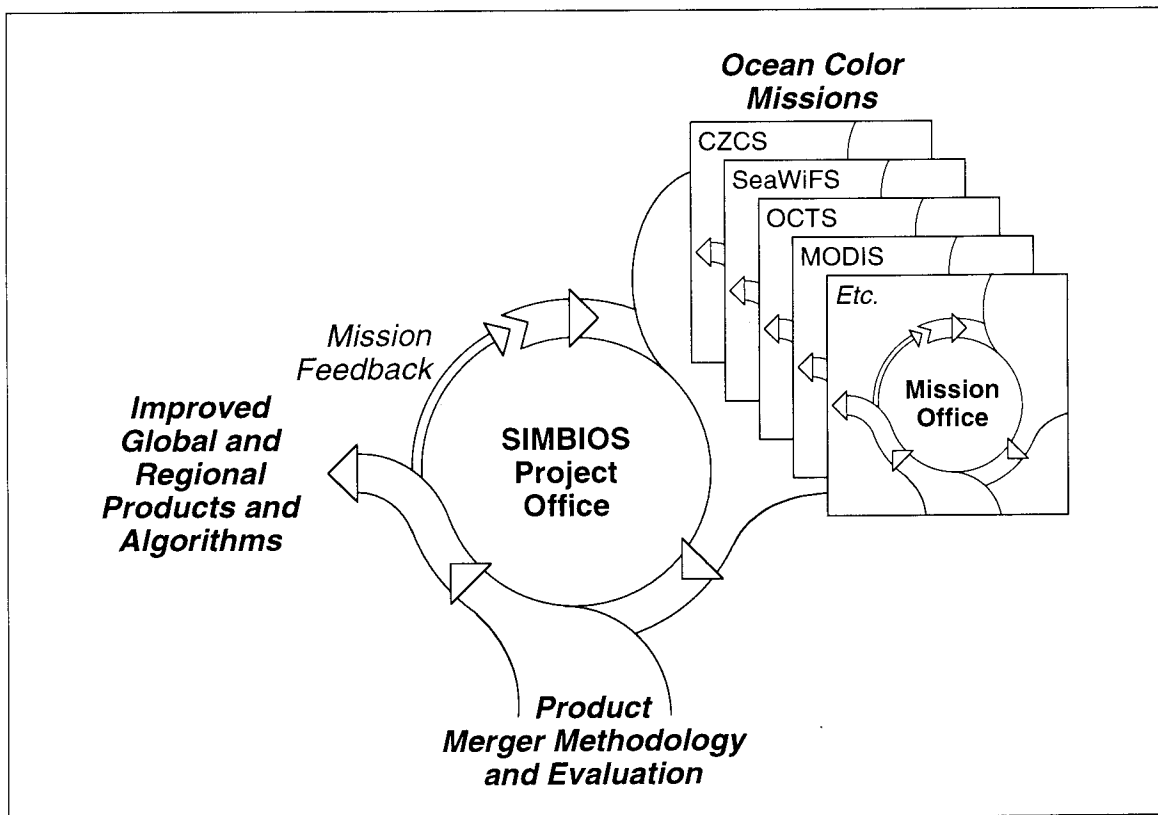 Ocean Color
Missions
CZCS
SeaWiFS
OCTS
MODIS
Etc.
Mission
Office
Mission
Feedback
Improved
Global and
Regional
Products and
Algorithms
SIMBIOS
Project
Office
Product
Merger Methodology
and Evaluation